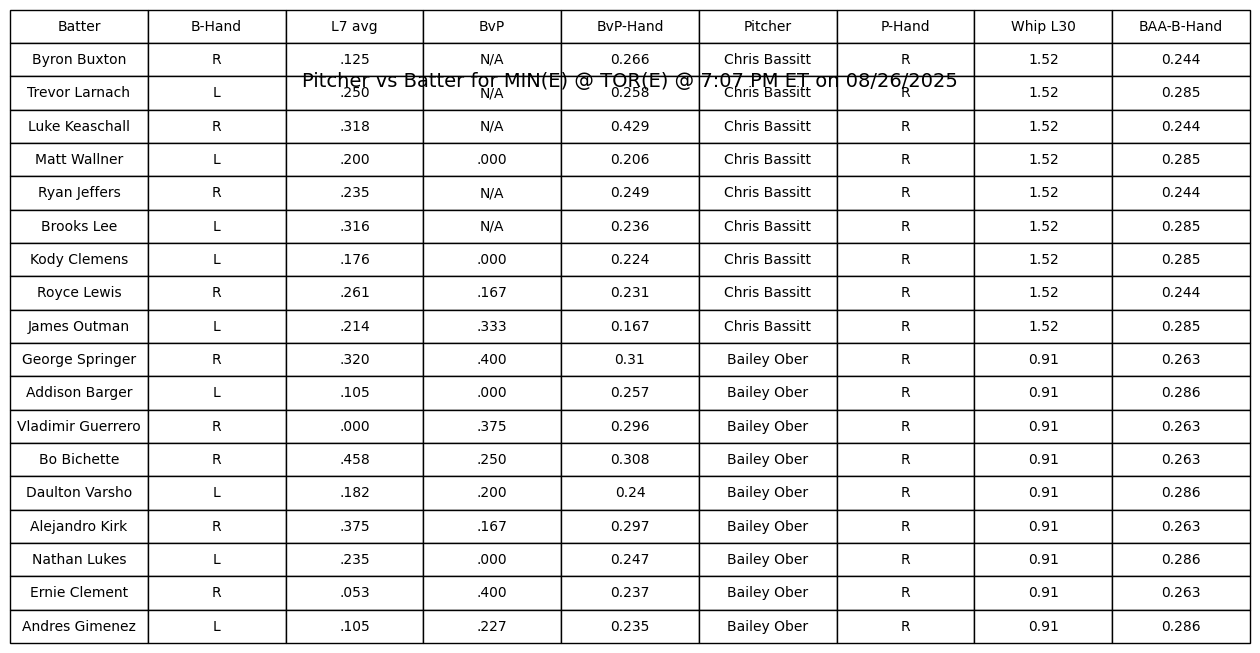 Batter B-Hand L7 avg BvP BvP-Hand Pitcher P-Hand Whip L30 BAA-B-Hand
Byron Buxton R .125 N/A 0.266 Chris Bassitt R 1.52 0.244
Pitcher vs Batter for MIN(E) @ TOR(E) @ 7:07 PM ET on 08/26/2025
Trevor Larnach L .250 N/A 0.258 Chris Bassitt R 1.52 0.285
Luke Keaschall R .318 N/A 0.429 Chris Bassitt R 1.52 0.244
Matt Wallner L .200 .000 0.206 Chris Bassitt R 1.52 0.285
Ryan Jeffers R .235 N/A 0.249 Chris Bassitt R 1.52 0.244
Brooks Lee L .316 N/A 0.236 Chris Bassitt R 1.52 0.285
Kody Clemens L .176 .000 0.224 Chris Bassitt R 1.52 0.285
Royce Lewis R .261 .167 0.231 Chris Bassitt R 1.52 0.244
James Outman L .214 .333 0.167 Chris Bassitt R 1.52 0.285
George Springer R .320 .400 0.31 Bailey Ober R 0.91 0.263
Addison Barger L .105 .000 0.257 Bailey Ober R 0.91 0.286
Vladimir Guerrero R .000 .375 0.296 Bailey Ober R 0.91 0.263
Bo Bichette R .458 .250 0.308 Bailey Ober R 0.91 0.263
Daulton Varsho L .182 .200 0.24 Bailey Ober R 0.91 0.286
Alejandro Kirk R .375 .167 0.297 Bailey Ober R 0.91 0.263
Nathan Lukes L .235 .000 0.247 Bailey Ober R 0.91 0.286
Ernie Clement R .053 .400 0.237 Bailey Ober R 0.91 0.263
Andres Gimenez L .105 .227 0.235 Bailey Ober R 0.91 0.286